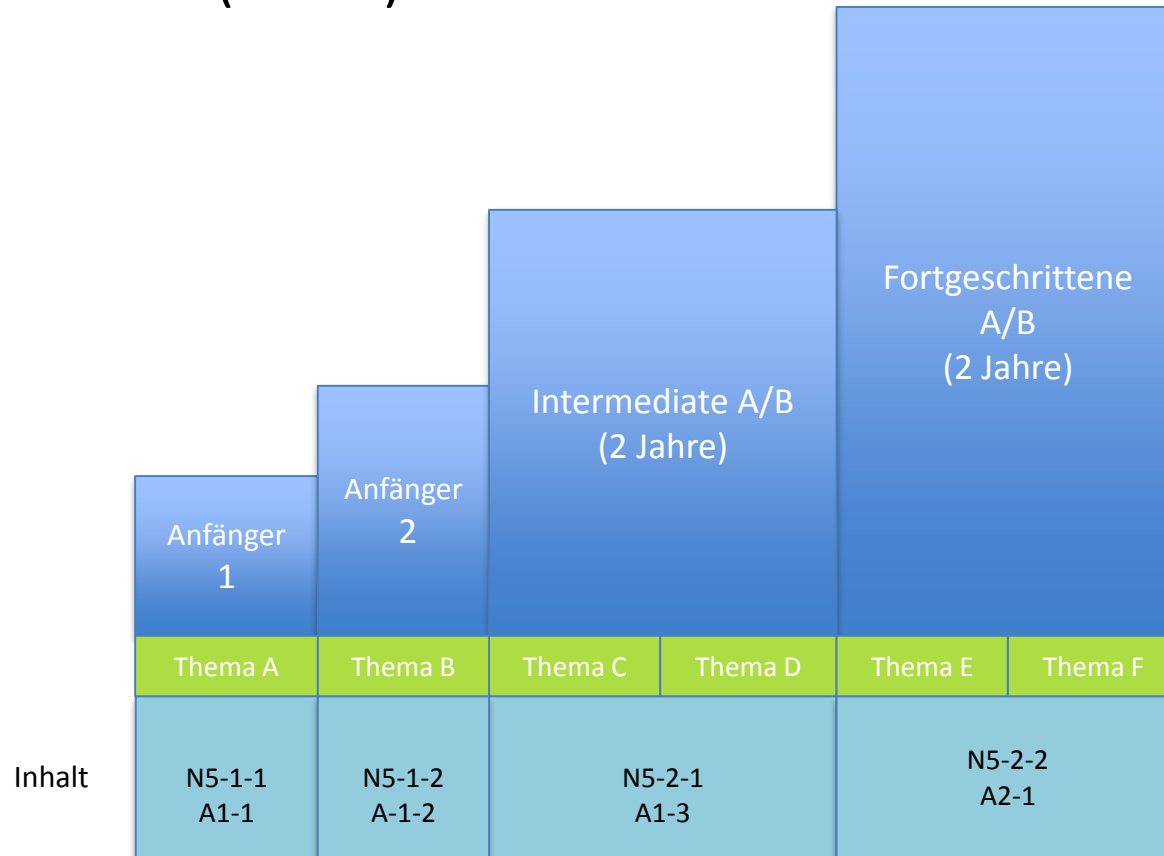 Fortgeschrittene
A/B
(2 Jahre)
Intermediate A/B
(2 Jahre)
Anfänger
2
Anfänger
1
Thema A
Thema B
Thema C
Thema D
Thema E
Thema F
Inhalt
N5-1-1
A1-1
N5-1-2
A-1-2
N5-2-1
A1-3
N5-2-2
A2-1